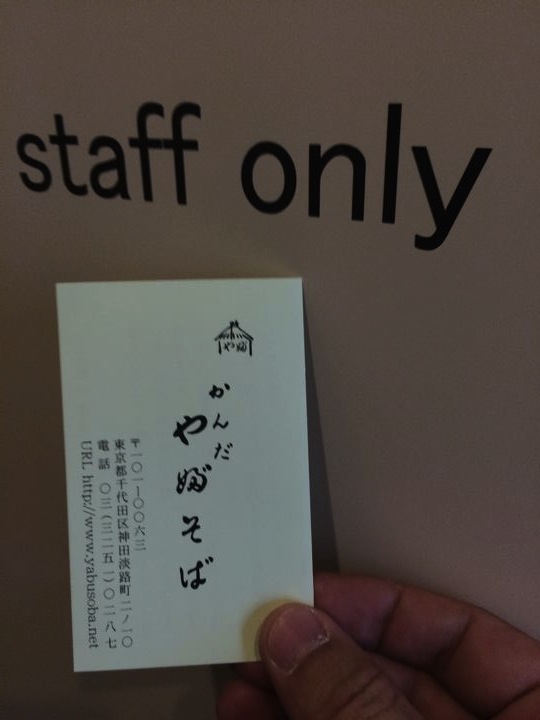 staff only
や婦
かんだ
や婦そば
〒一〇一-〇〇六三
東京都千代田区神田淡路町二ノ一〇
電話 〇三(三二五一)〇二八七
URL http://www.yabusoba.net